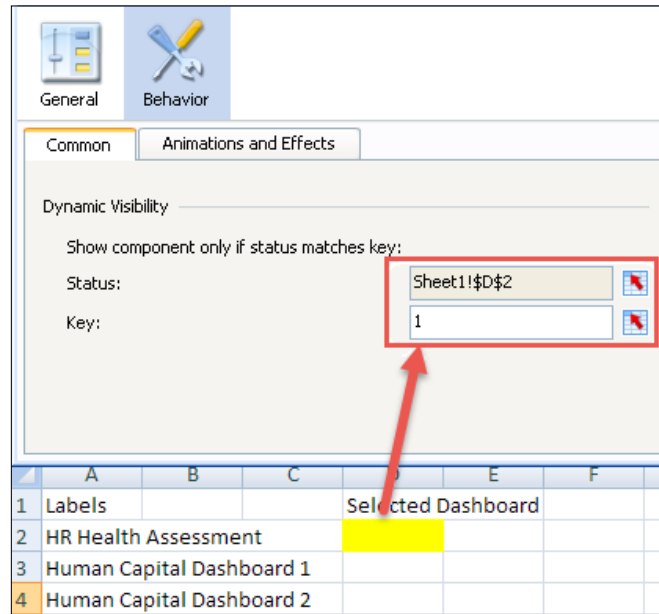 General Behavior
Common Animations and Effects
Dynamic Visibility
Show component only if status matches key:
Status: Sheet1!$D$2
Key: 1
A B C D E F
1 Labels Selected Dashboard
2 HR Health Assessment
3 Human Capital Dashboard 1
4 Human Capital Dashboard 2